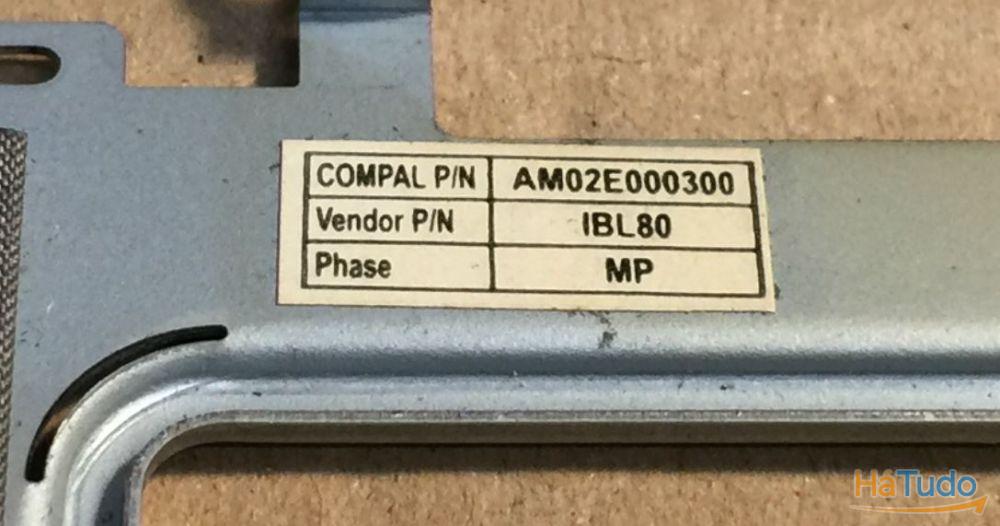 COMPAL P/N AM02E000300
Vendor P/N IBL80
Phase MP
HáTudo